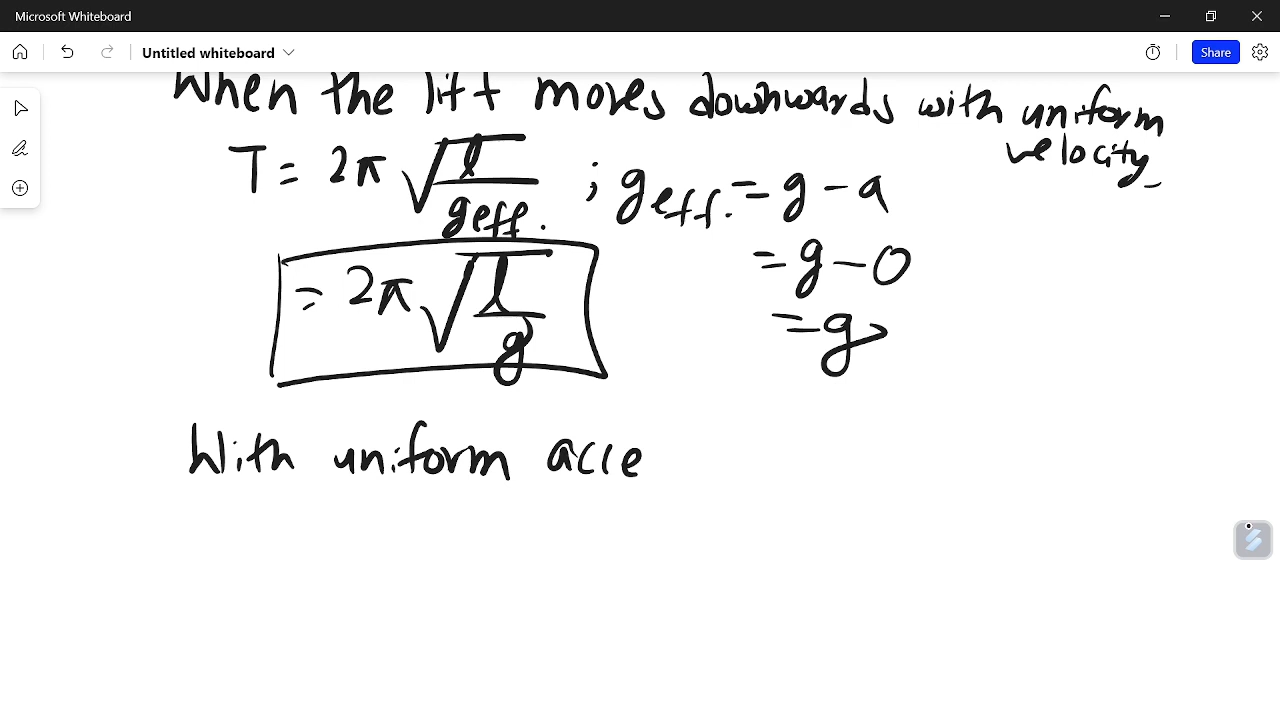 Microsoft Whiteboard
Untitled whiteboard
Share
When the lift moves downwards with uniform
velocity
T = 2π √(l/geff.) ; geff. = g - a
= 2π √(l/g) = g - 0
= g
With uniform acce